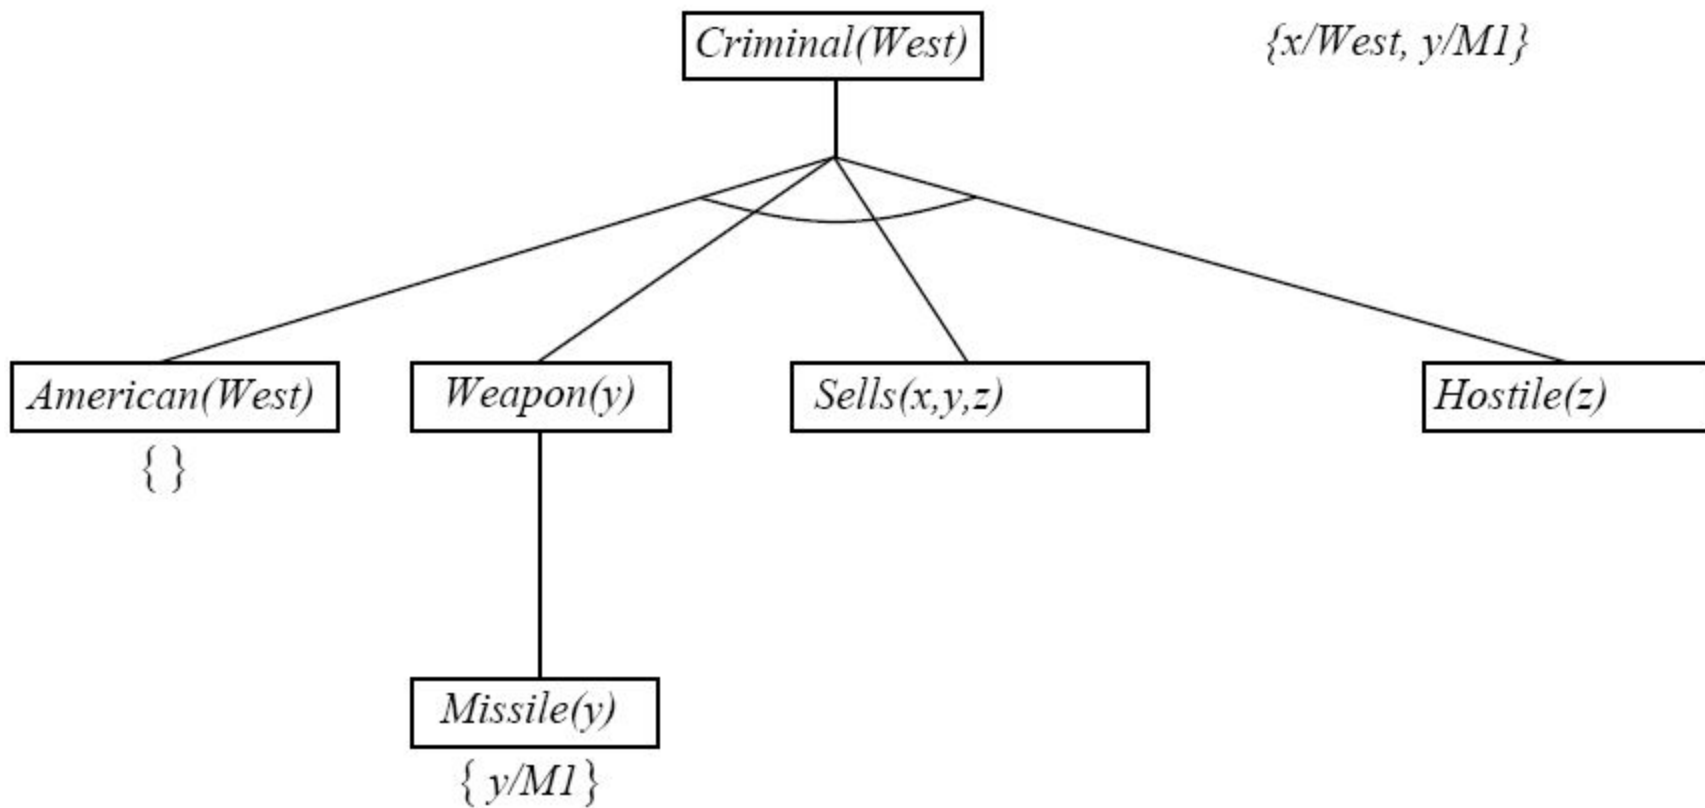 Criminal(West)
{x/West, y/M1}
American(West)
Weapon(y)
Sells(x,y,z)
Hostile(z)
{ }
Missile(y)
{ y/M1 }